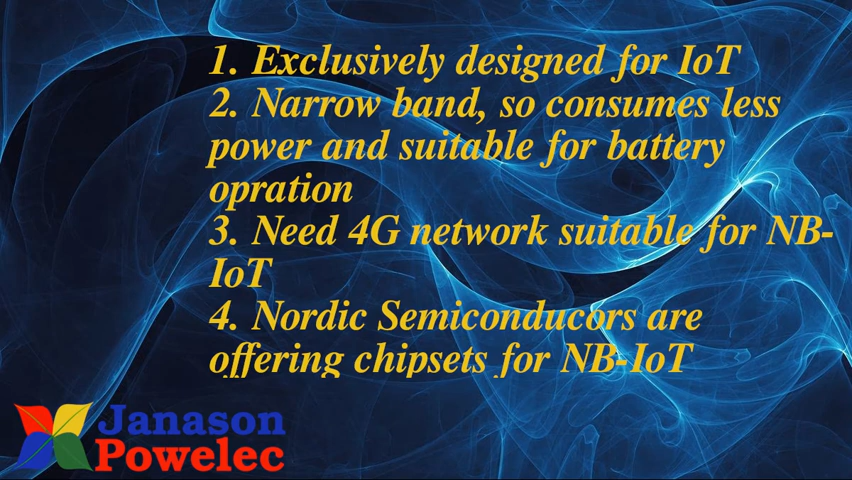 1. Exclusively designed for IoT
2. Narrow band, so consumes less
power and suitable for battery
opration
3. Need 4G network suitable for NB-
IoT
4. Nordic Semiconducors are
offering chipsets for NB-IoT
Janason
Powelec